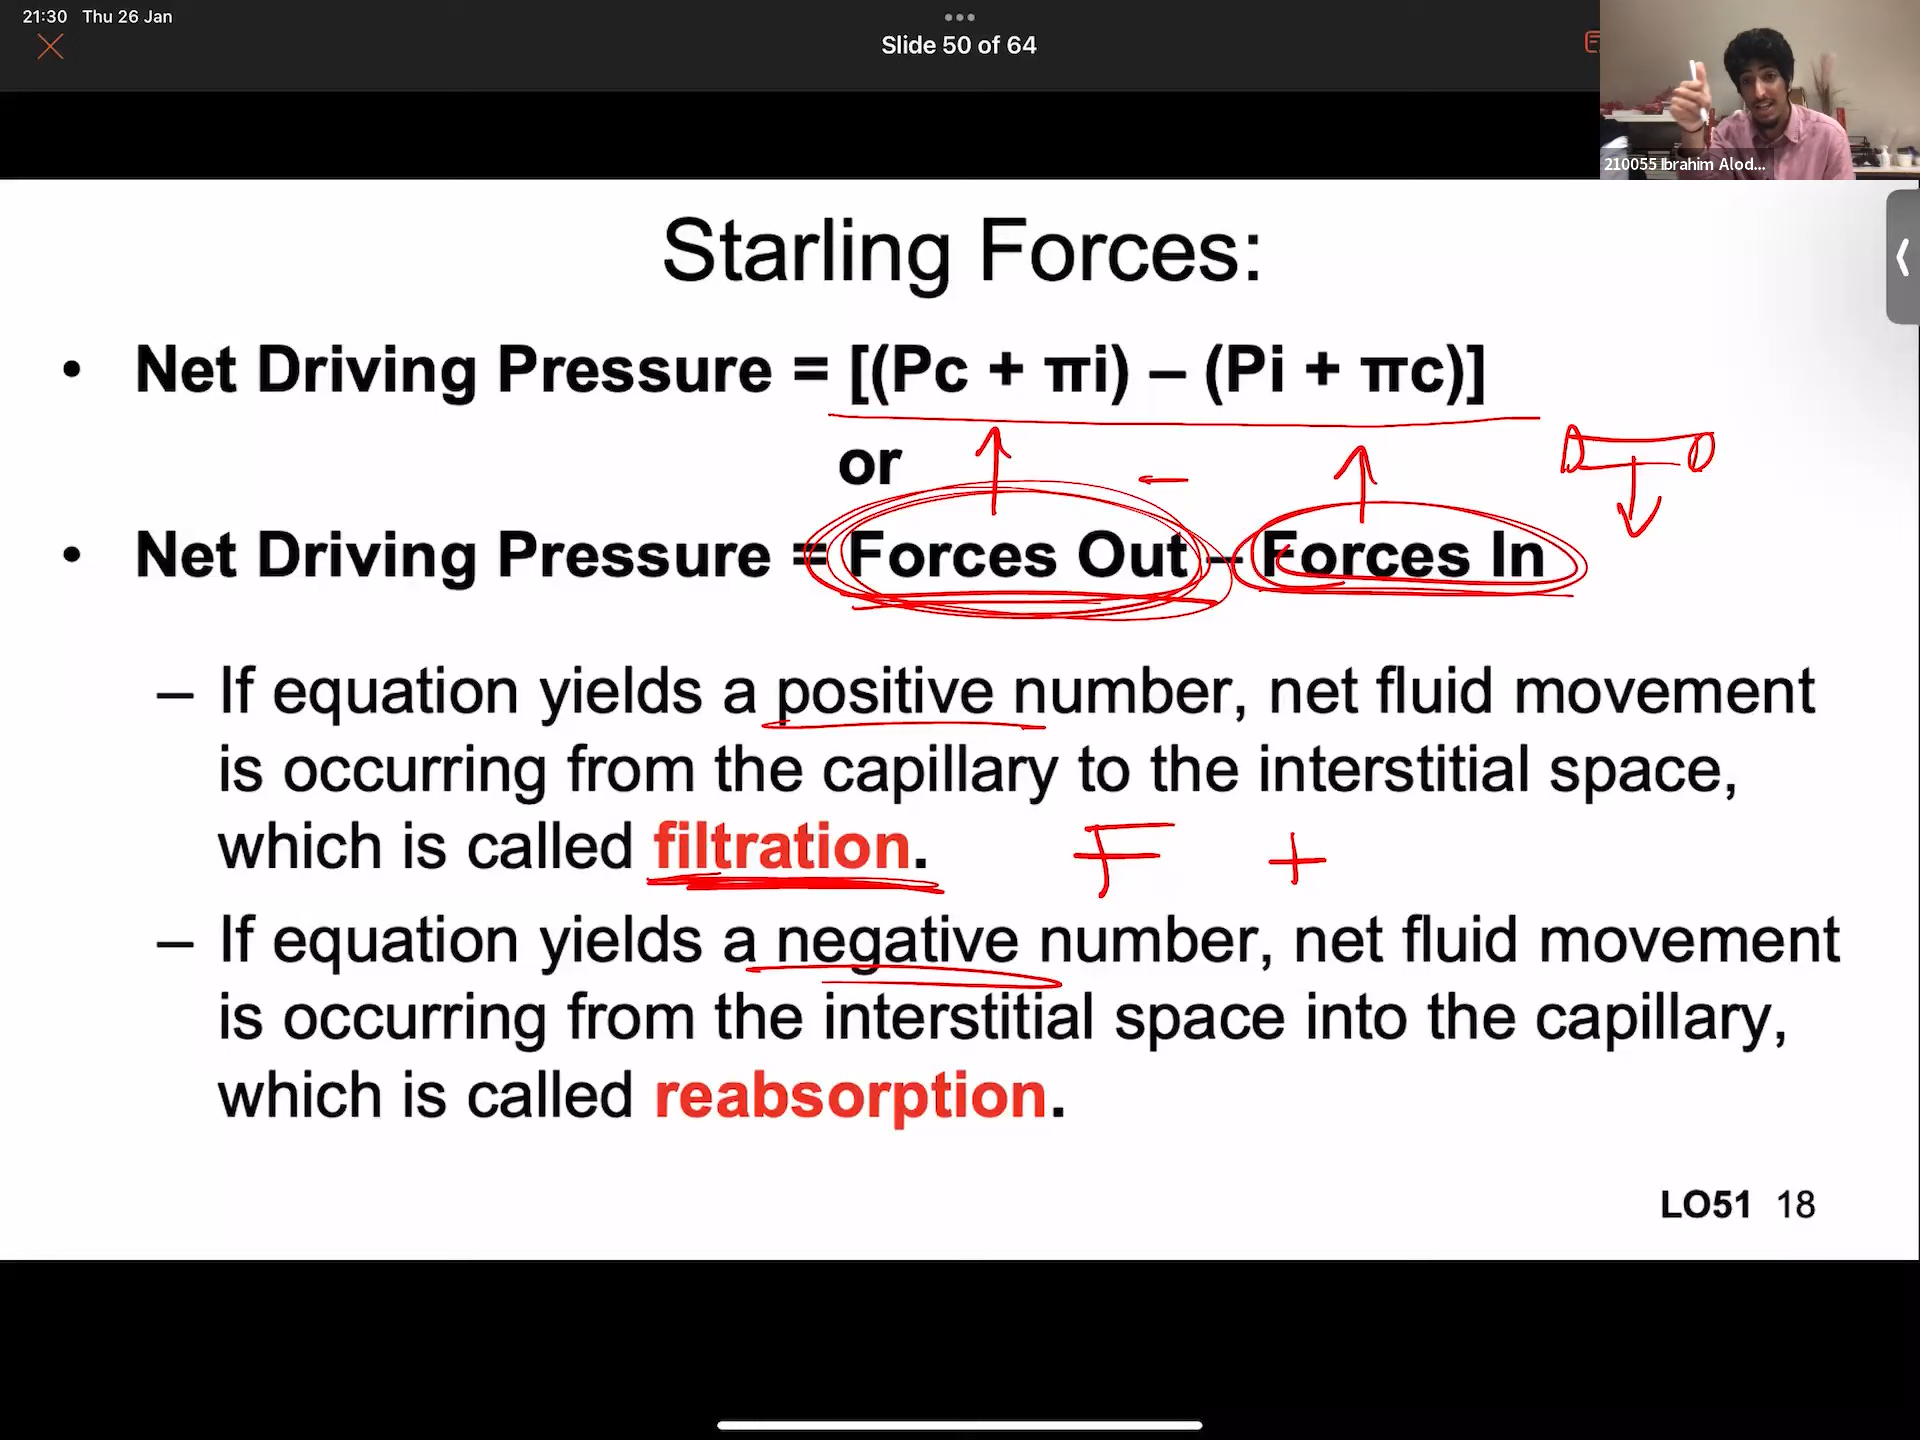 21:30 Thu 26 Jan
Slide 50 of 64
210055 Ibrahim Alod...
Starling Forces:
• Net Driving Pressure = [(Pc + πi) – (Pi + πc)]
or
• Net Driving Pressure = Forces Out – Forces In
– If equation yields a positive number, net fluid movement
is occurring from the capillary to the interstitial space,
which is called filtration. F +
– If equation yields a negative number, net fluid movement
is occurring from the interstitial space into the capillary,
which is called reabsorption.
LO51 18